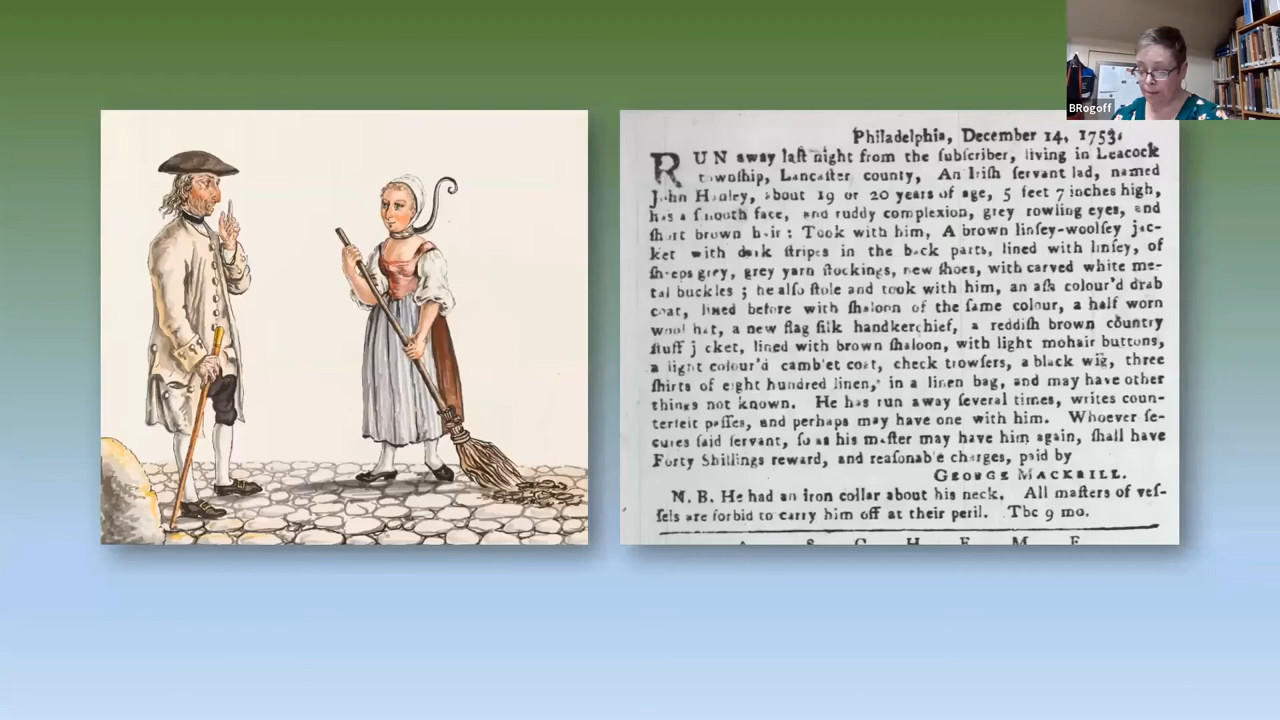 BRogoff
Philadelphia, December 14, 1753.
RUN away laſt night from the ſubſcriber, living in Leacock
townſhip, Lancaſter county, An Iriſh ſervant lad, named
John Hanley, about 19 or 20 years of age, 5 feet 7 inches high,
has a ſmooth face, and ruddy complexion, grey rowling eyes, and
ſhort brown hair: Took with him, A brown linſey-woolſey jac-
ket with dark ſtripes in the back parts, lined with linſey, of
ſheeps grey, grey yarn ſtockings, new ſhoes, with carved white me-
tal buckles; he alſo ſtole and took with him, an aſh colour'd drab
coat, lined before with ſhaloon of the ſame colour, a half worn
wool hat, a new flag ſilk handkerchief, a reddiſh brown country
ſtuff jacket, lined with brown ſhaloon, with light mohair buttons,
a light colour'd camblet coat, check trowſers, a black wig, three
ſhirts of eight hundred linen, in a linen bag, and may have other
things not known. He has run away ſeveral times, writes coun-
terfeit paſſes, and perhaps may have one with him. Whoever ſe-
cures ſaid ſervant, ſo as his maſter may have him again, ſhall have
Forty Shillings reward, and reaſonable charges, paid by
GEORGE MACKRILL.
N. B. He had an iron collar about his neck. All maſters of veſ-
ſels are forbid to carry him off at their peril. Tbc 9 mo.
A S C H E M E